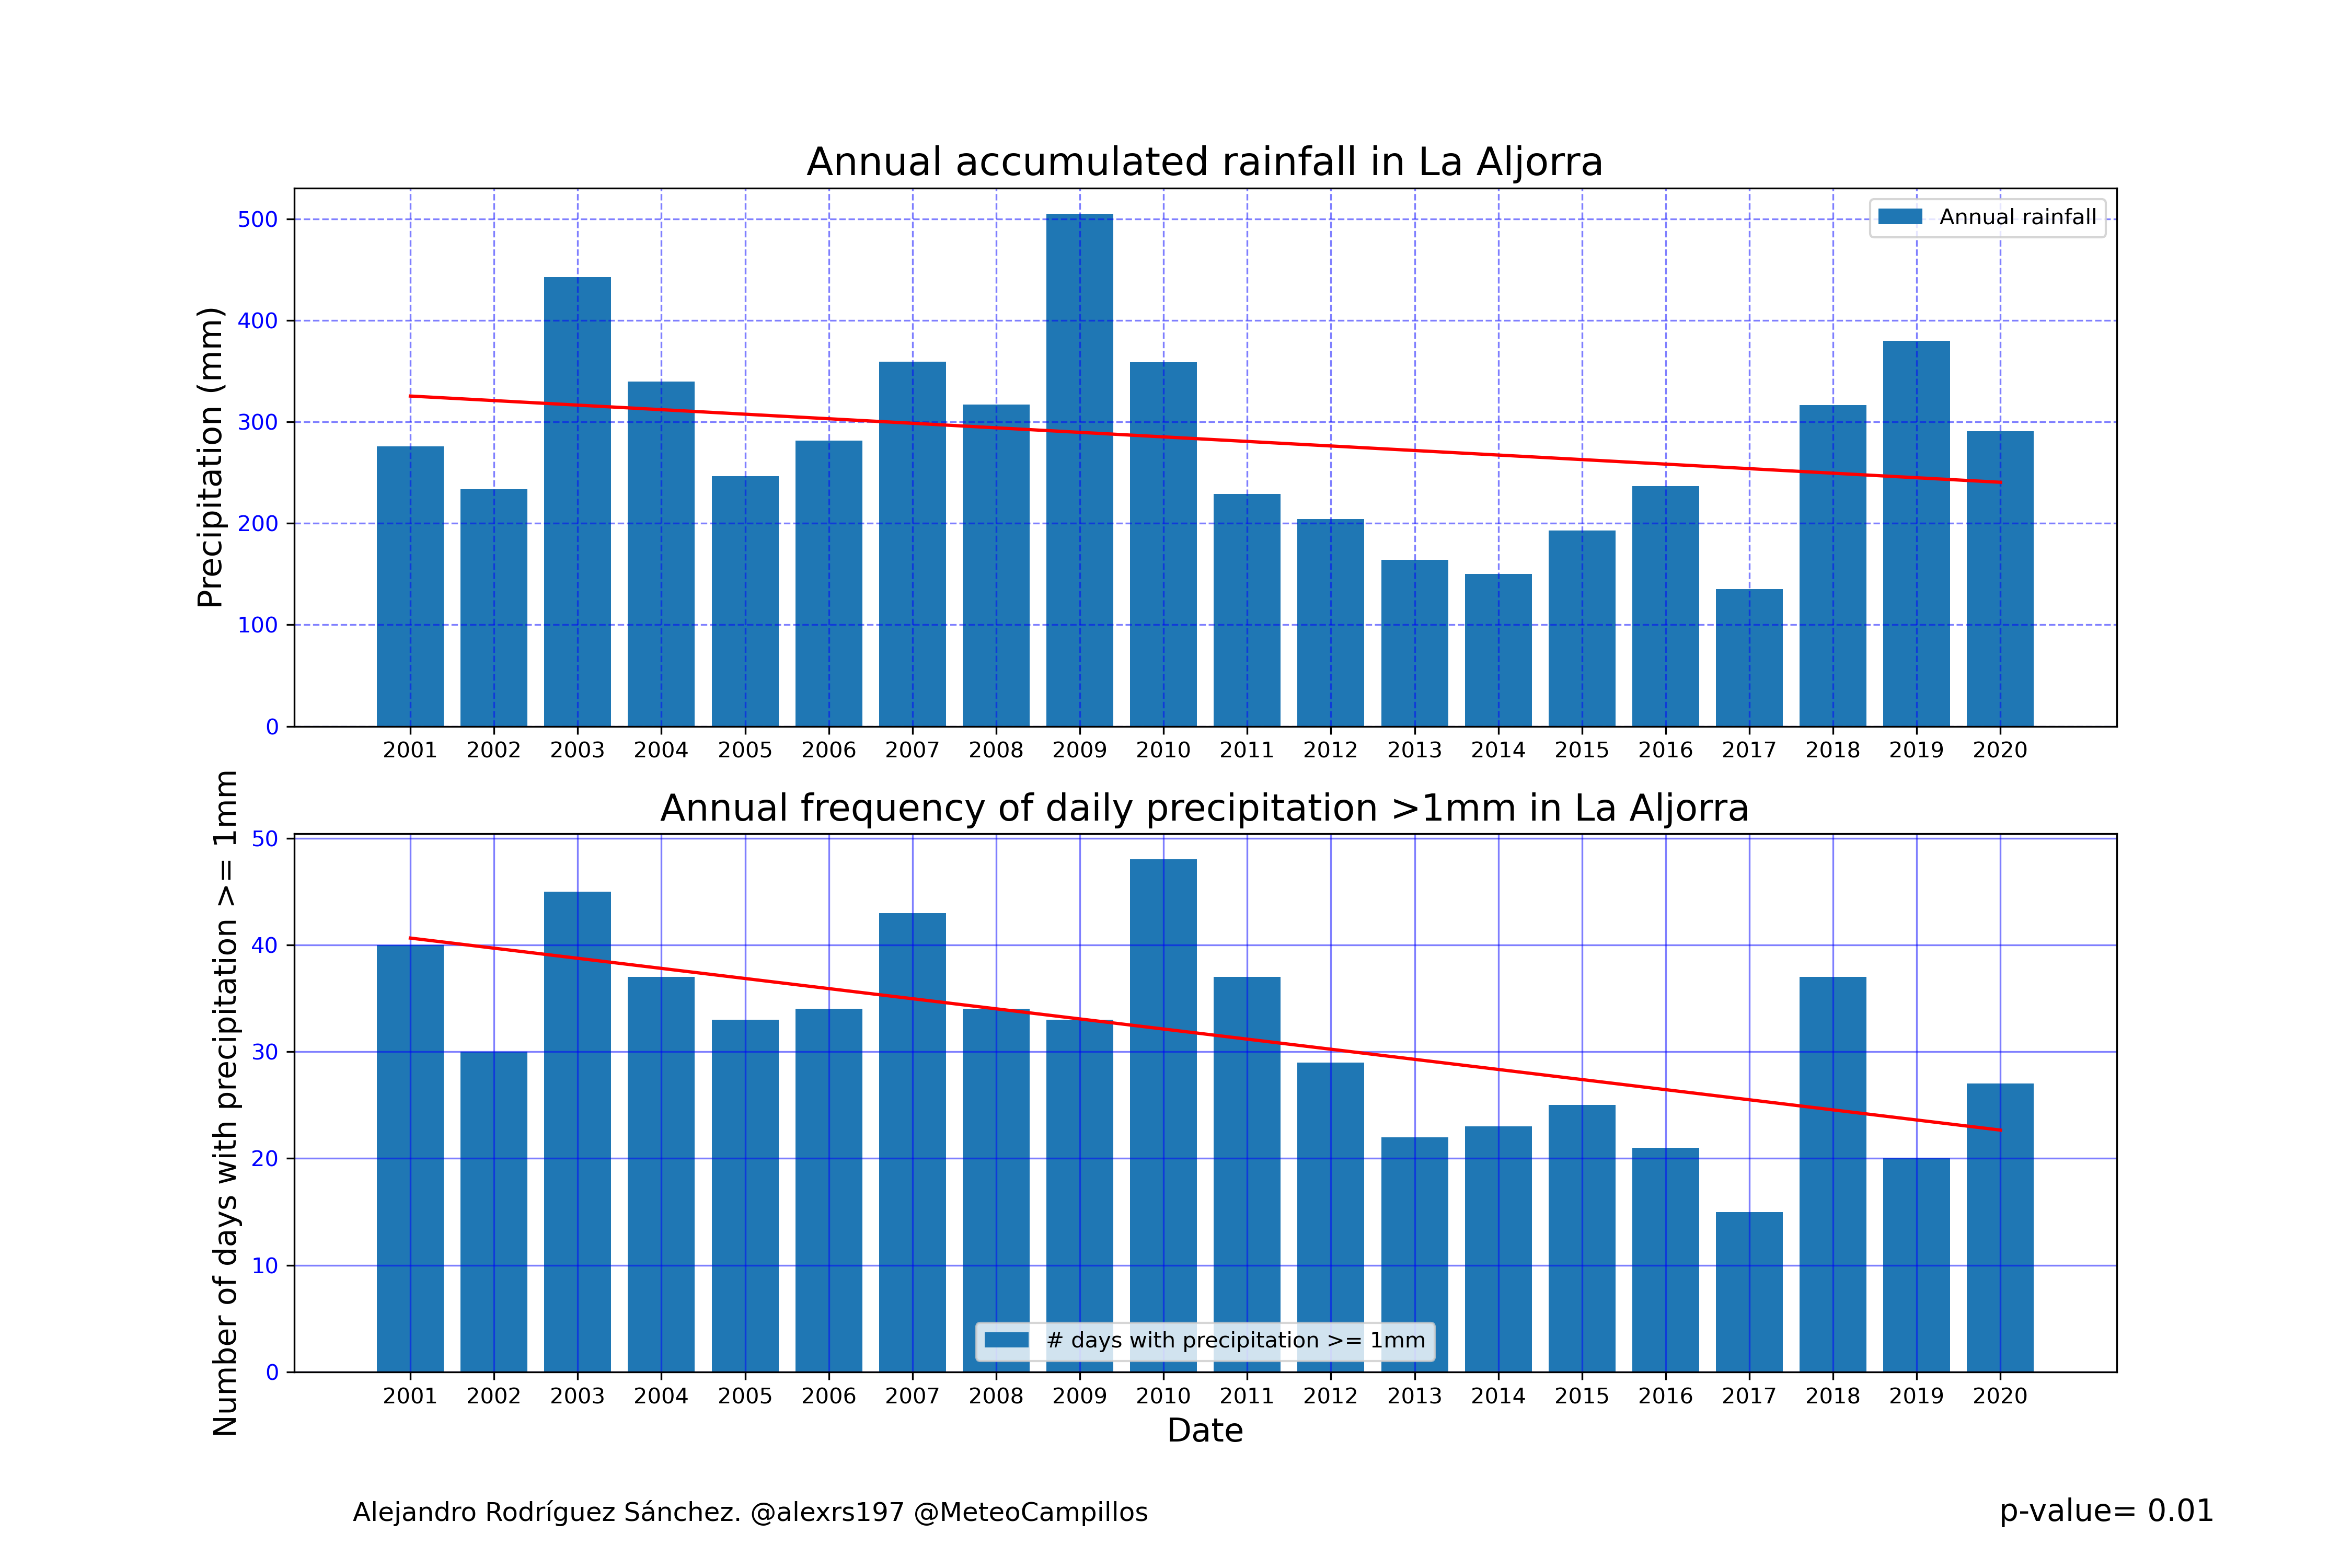 Annual accumulated rainfall in La Aljorra
Precipitation (mm)
500
400
300
200
100
0
Annual rainfall
2001 2002 2003 2004 2005 2006 2007 2008 2009 2010 2011 2012 2013 2014 2015 2016 2017 2018 2019 2020
Annual frequency of daily precipitation >1mm in La Aljorra
Number of days with precipitation >= 1mm
50
40
30
20
10
0
# days with precipitation >= 1mm
2001 2002 2003 2004 2005 2006 2007 2008 2009 2010 2011 2012 2013 2014 2015 2016 2017 2018 2019 2020
Date
Alejandro Rodríguez Sánchez. @alexrs197 @MeteoCampillos
p-value= 0.01